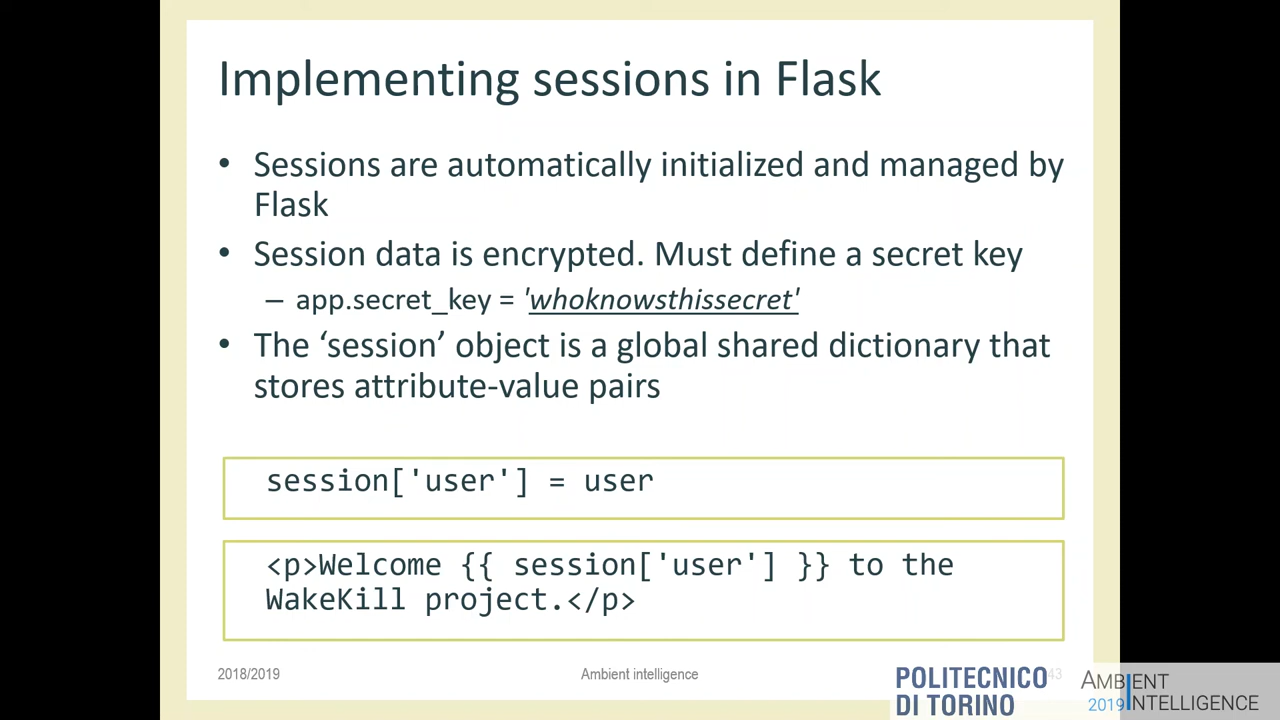 Implementing sessions in Flask
• Sessions are automatically initialized and managed by
Flask
• Session data is encrypted. Must define a secret key
– app.secret_key = 'whoknowsthissecret'
• The ‘session’ object is a global shared dictionary that
stores attribute-value pairs
session['user'] = user
<p>Welcome {{ session['user'] }} to the
WakeKill project.</p>
2018/2019
Ambient intelligence
43
POLITECNICO
DI TORINO
AMBIENT
2019 INTELLIGENCE